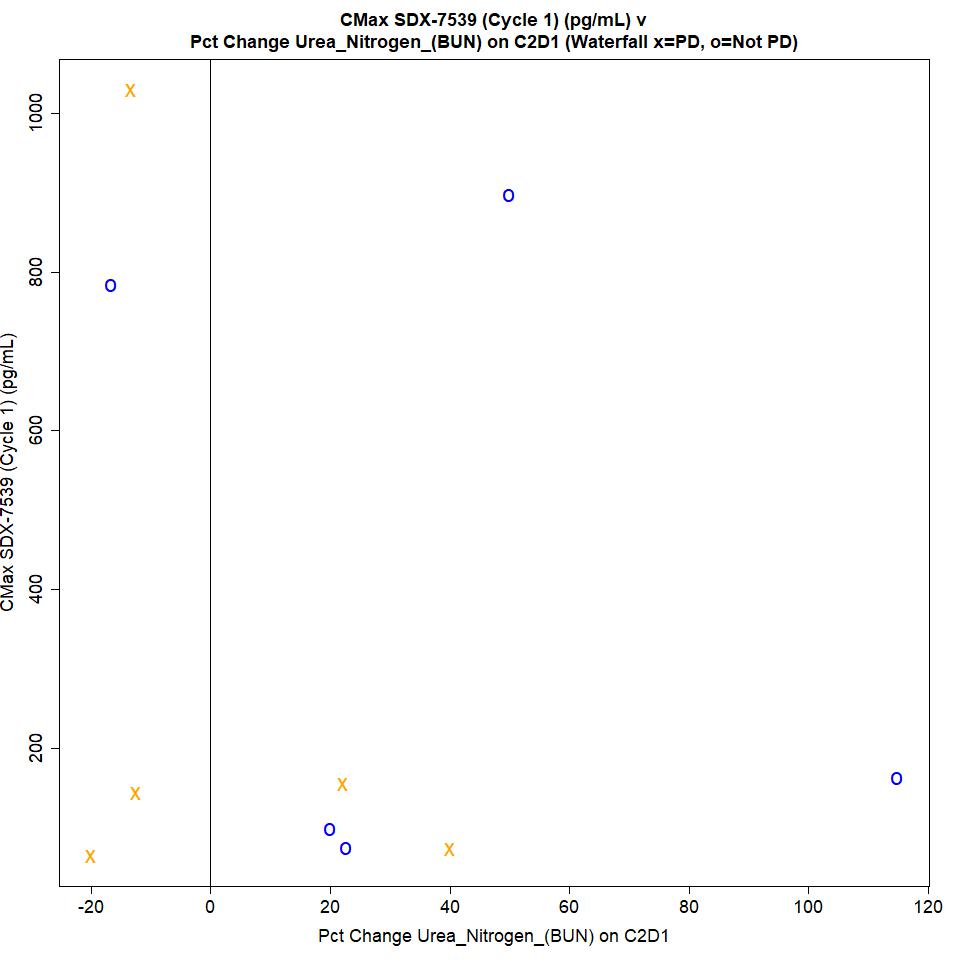 CMax SDX-7539 (Cycle 1) (pg/mL) v
Pct Change Urea_Nitrogen_(BUN) on C2D1 (Waterfall x=PD, o=Not PD)
CMax SDX-7539 (Cycle 1) (pg/mL)
1000
800
600
400
200
X
O
O
X
X
O
X
O
O
X
X
-20
0
20
40
60
80
100
120
Pct Change Urea_Nitrogen_(BUN) on C2D1